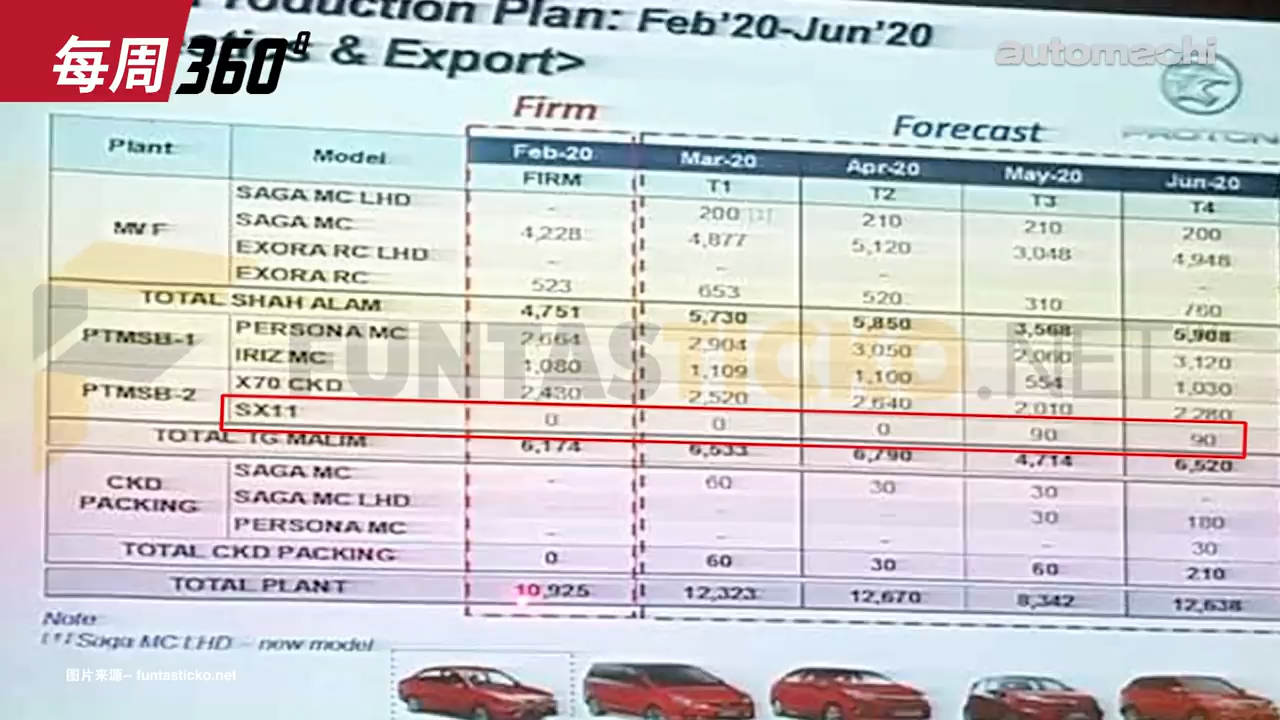 Production Plan: Feb'20-Jun'20
& Export>
每周360°
automachi
PROTON
Firm Forecast
Plant Model Feb-20 Mar-20 Apr-20 May-20 Jun-20
FIRM T1 T2 T3 T4
MVF SAGA MC LHD - 200 [1] 210 210 200
SAGA MC 4,228 4,877 5,120 3,048 4,948
EXORA RC LHD - - - - -
EXORA RC 523 653 520 310 760
TOTAL SHAH ALAM 4,751 5,730 5,850 3,568 5,908
PTMSB-1 PERSONA MC 2,664 2,904 3,050 2,060 3,120
IRIZ MC 1,080 1,109 1,100 554 1,030
PTMSB-2 X70 CKD 2,430 2,520 2,640 2,010 2,280
SX11 0 0 0 90 90
TOTAL TG MALIM 6,174 6,533 6,790 4,714 6,520
CKD PACKING SAGA MC - 60 30 30 -
SAGA MC LHD - - - 30 180
PERSONA MC - - - - 30
TOTAL CKD PACKING 0 60 30 60 210
TOTAL PLANT 10,925 12,323 12,670 8,342 12,638
FUNTASTICKO.NET
Note:
[1] Saga MC LHD – new model
图片来源– funtasticko.net